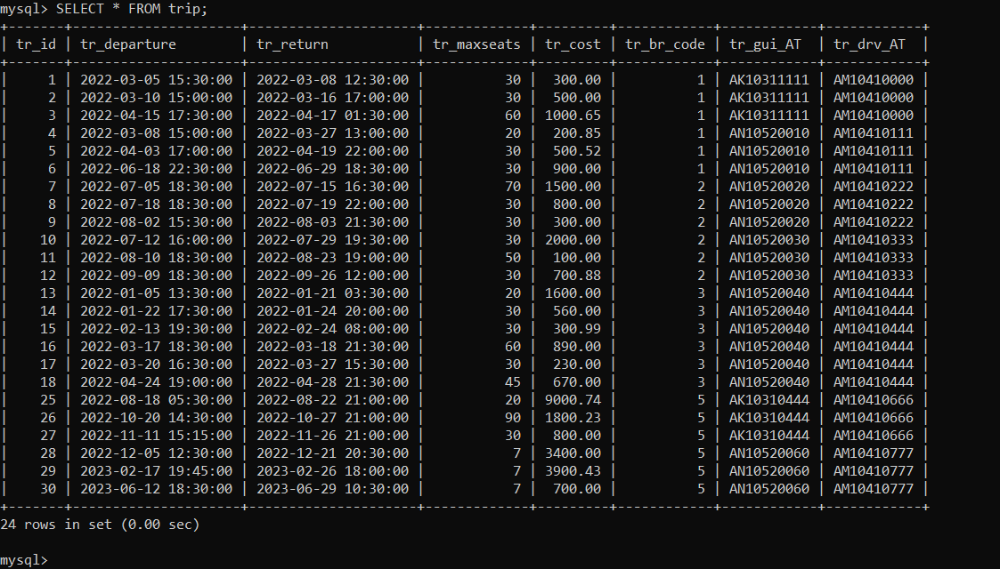 mysql> SELECT * FROM trip;
+-------+---------------------+---------------------+-------------+---------+------------+------------+------------+
| tr_id | tr_departure        | tr_return           | tr_maxseats | tr_cost | tr_br_code | tr_gui_AT  | tr_drv_AT  |
+-------+---------------------+---------------------+-------------+---------+------------+------------+------------+
|     1 | 2022-03-05 15:30:00 | 2022-03-08 12:30:00 |          30 |  300.00 |          1 | AK10311111 | AM10410000 |
|     2 | 2022-03-10 15:00:00 | 2022-03-16 17:00:00 |          30 |  500.00 |          1 | AK10311111 | AM10410000 |
|     3 | 2022-04-15 17:30:00 | 2022-04-17 01:30:00 |          60 | 1000.65 |          1 | AK10311111 | AM10410000 |
|     4 | 2022-03-08 15:00:00 | 2022-03-27 13:00:00 |          20 |  200.85 |          1 | AN10520010 | AM10410111 |
|     5 | 2022-04-03 17:00:00 | 2022-04-19 22:00:00 |          30 |  500.52 |          1 | AN10520010 | AM10410111 |
|     6 | 2022-06-18 22:30:00 | 2022-06-29 18:30:00 |          30 |  900.00 |          1 | AN10520010 | AM10410111 |
|     7 | 2022-07-05 18:30:00 | 2022-07-15 16:30:00 |          70 | 1500.00 |          2 | AN10520020 | AM10410222 |
|     8 | 2022-07-18 18:30:00 | 2022-07-19 22:00:00 |          30 |  800.00 |          2 | AN10520020 | AM10410222 |
|     9 | 2022-08-02 15:30:00 | 2022-08-03 21:30:00 |          30 |  300.00 |          2 | AN10520020 | AM10410222 |
|    10 | 2022-07-12 16:00:00 | 2022-07-29 19:30:00 |          30 | 2000.00 |          2 | AN10520030 | AM10410333 |
|    11 | 2022-08-10 18:30:00 | 2022-08-23 19:00:00 |          50 |  100.00 |          2 | AN10520030 | AM10410333 |
|    12 | 2022-09-09 18:30:00 | 2022-09-26 12:00:00 |          30 |  700.88 |          2 | AN10520030 | AM10410333 |
|    13 | 2022-01-05 13:30:00 | 2022-01-21 03:30:00 |          20 | 1600.00 |          3 | AN10520040 | AM10410444 |
|    14 | 2022-01-22 17:30:00 | 2022-01-24 20:00:00 |          30 |  560.00 |          3 | AN10520040 | AM10410444 |
|    15 | 2022-02-13 19:30:00 | 2022-02-24 08:00:00 |          30 |  300.99 |          3 | AN10520040 | AM10410444 |
|    16 | 2022-03-17 18:30:00 | 2022-03-18 21:30:00 |          60 |  890.00 |          3 | AN10520040 | AM10410444 |
|    17 | 2022-03-20 16:30:00 | 2022-03-27 15:30:00 |          30 |  230.00 |          3 | AN10520040 | AM10410444 |
|    18 | 2022-04-24 19:00:00 | 2022-04-28 21:30:00 |          45 |  670.00 |          3 | AN10520040 | AM10410444 |
|    25 | 2022-08-18 05:30:00 | 2022-08-22 21:00:00 |          20 | 9000.74 |          5 | AK10310444 | AM10410666 |
|    26 | 2022-10-20 14:30:00 | 2022-10-27 21:00:00 |          90 | 1800.23 |          5 | AK10310444 | AM10410666 |
|    27 | 2022-11-11 15:15:00 | 2022-11-26 21:00:00 |          30 |  800.00 |          5 | AK10310444 | AM10410666 |
|    28 | 2022-12-05 12:30:00 | 2022-12-21 20:30:00 |           7 | 3400.00 |          5 | AN10520060 | AM10410777 |
|    29 | 2023-02-17 19:45:00 | 2023-02-26 18:00:00 |           7 | 3900.43 |          5 | AN10520060 | AM10410777 |
|    30 | 2023-06-12 18:30:00 | 2023-06-29 10:30:00 |           7 |  700.00 |          5 | AN10520060 | AM10410777 |
+-------+---------------------+---------------------+-------------+---------+------------+------------+------------+
24 rows in set (0.00 sec)
mysql>